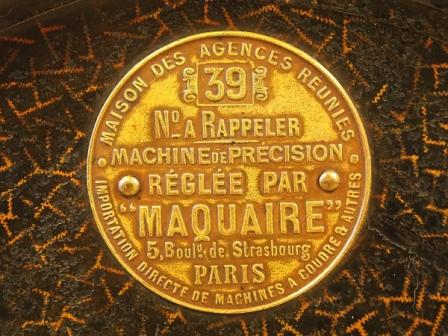 MAISON DES AGENCES RÉUNIES
39
No. A RAPPELER
MACHINE DE PRÉCISION
RÉGLÉE PAR
"MAQUAIRE"
5, Bould. de. Strasbourg
PARIS
IMPORTATION DIRECTE DE MACHINES A COUDRE & AUTRES